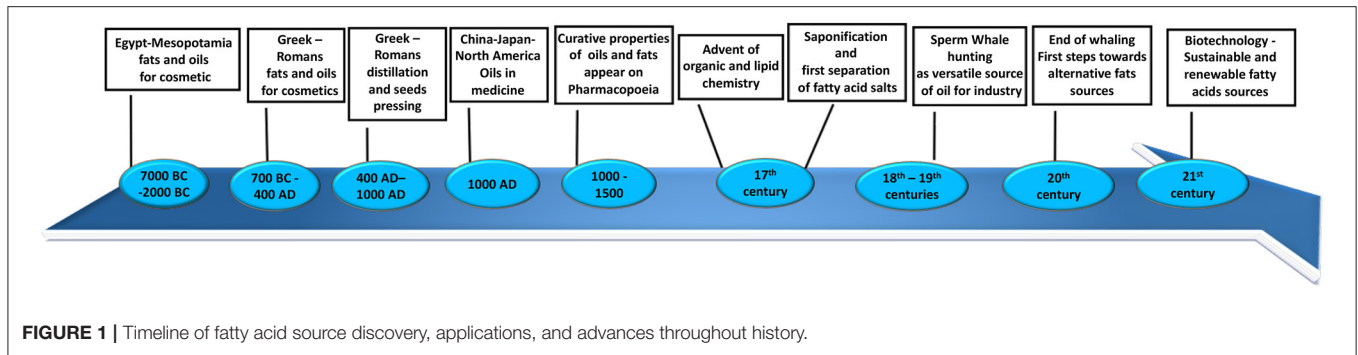 Egypt-Mesopotamia
fats and oils
for cosmetic
Greek –
Romans
fats and oils
for cosmetics
Greek –
Romans
distillation
and seeds
pressing
China-Japan-
North America
Oils in
medicine
Curative properties
of oils and fats
appear on
Pharmacopoeia
Advent of
organic and lipid
chemistry
Saponification
and
first separation
of fatty acid salts
Sperm Whale
hunting
as versatile source
of oil for industry
End of whaling
First steps towards
alternative fats
sources
Biotechnology -
Sustainable and
renewable fatty
acids sources
7000 BC
-2000 BC
700 BC -
400 AD
400 AD–
1000 AD
1000 AD
1000 -
1500
17th
century
18th – 19th
centuries
20th
century
21st
century
FIGURE 1 | Timeline of fatty acid source discovery, applications, and advances throughout history.